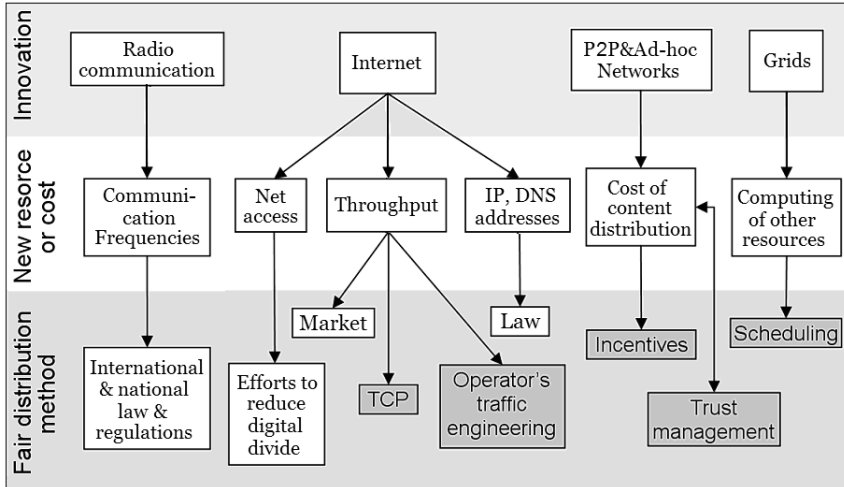 Innovation
Radio
communication
Internet
P2P&Ad-hoc
Networks
Grids
New resorce
or cost
Communi-
cation
Frequencies
Net
access
Throughput
IP, DNS
addresses
Cost of
content
distribution
Computing
of other
resources
Fair distribution
method
International
& national
law &
regulations
Efforts to
reduce
digital
divide
Market
TCP
Operator's
traffic
engineering
Law
Incentives
Trust
management
Scheduling